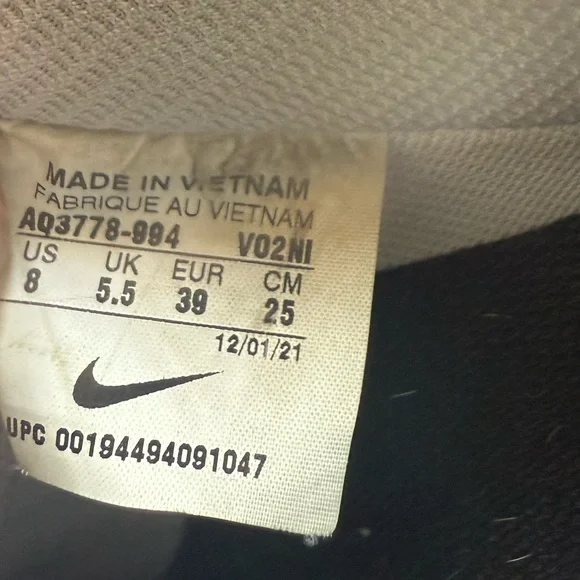 MADE IN VIETNAM
FABRIQUE AU VIETNAM
AQ3778-994 V02NI
US UK EUR CM
8 5.5 39 25
12/01/21
UPC 00194494091047